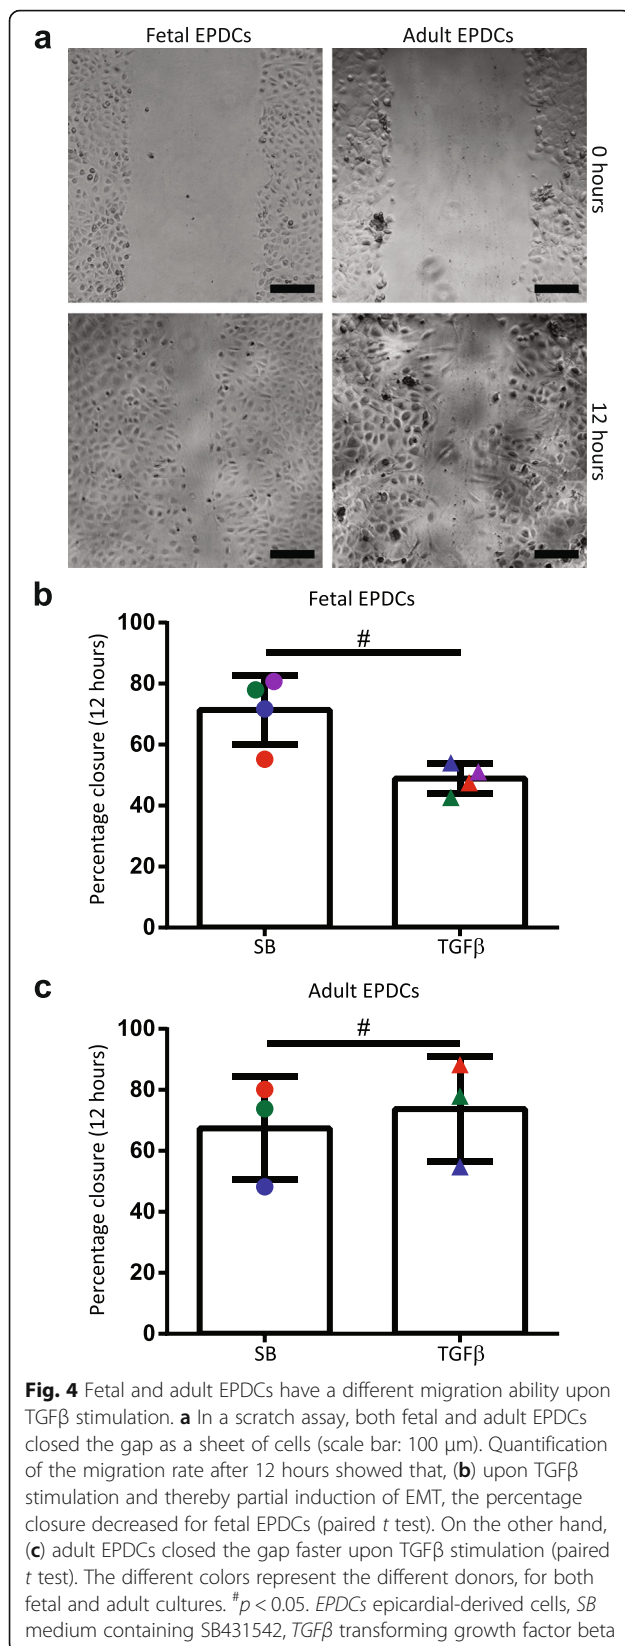 a
Fetal EPDCs
Adult EPDCs
0 hours
12 hours
b
Fetal EPDCs
Percentage closure (12 hours)
100
80
60
40
20
0
#
SB
TGFβ
c
Adult EPDCs
Percentage closure (12 hours)
100
80
60
40
20
0
#
SB
TGFβ
Fig. 4 Fetal and adult EPDCs have a different migration ability upon
TGFβ stimulation. a In a scratch assay, both fetal and adult EPDCs
closed the gap as a sheet of cells (scale bar: 100 μm). Quantification
of the migration rate after 12 hours showed that, (b) upon TGFβ
stimulation and thereby partial induction of EMT, the percentage
closure decreased for fetal EPDCs (paired t test). On the other hand,
(c) adult EPDCs closed the gap faster upon TGFβ stimulation (paired
t test). The different colors represent the different donors, for both
fetal and adult cultures. #p < 0.05. EPDCs epicardial-derived cells, SB
medium containing SB431542, TGFβ transforming growth factor beta